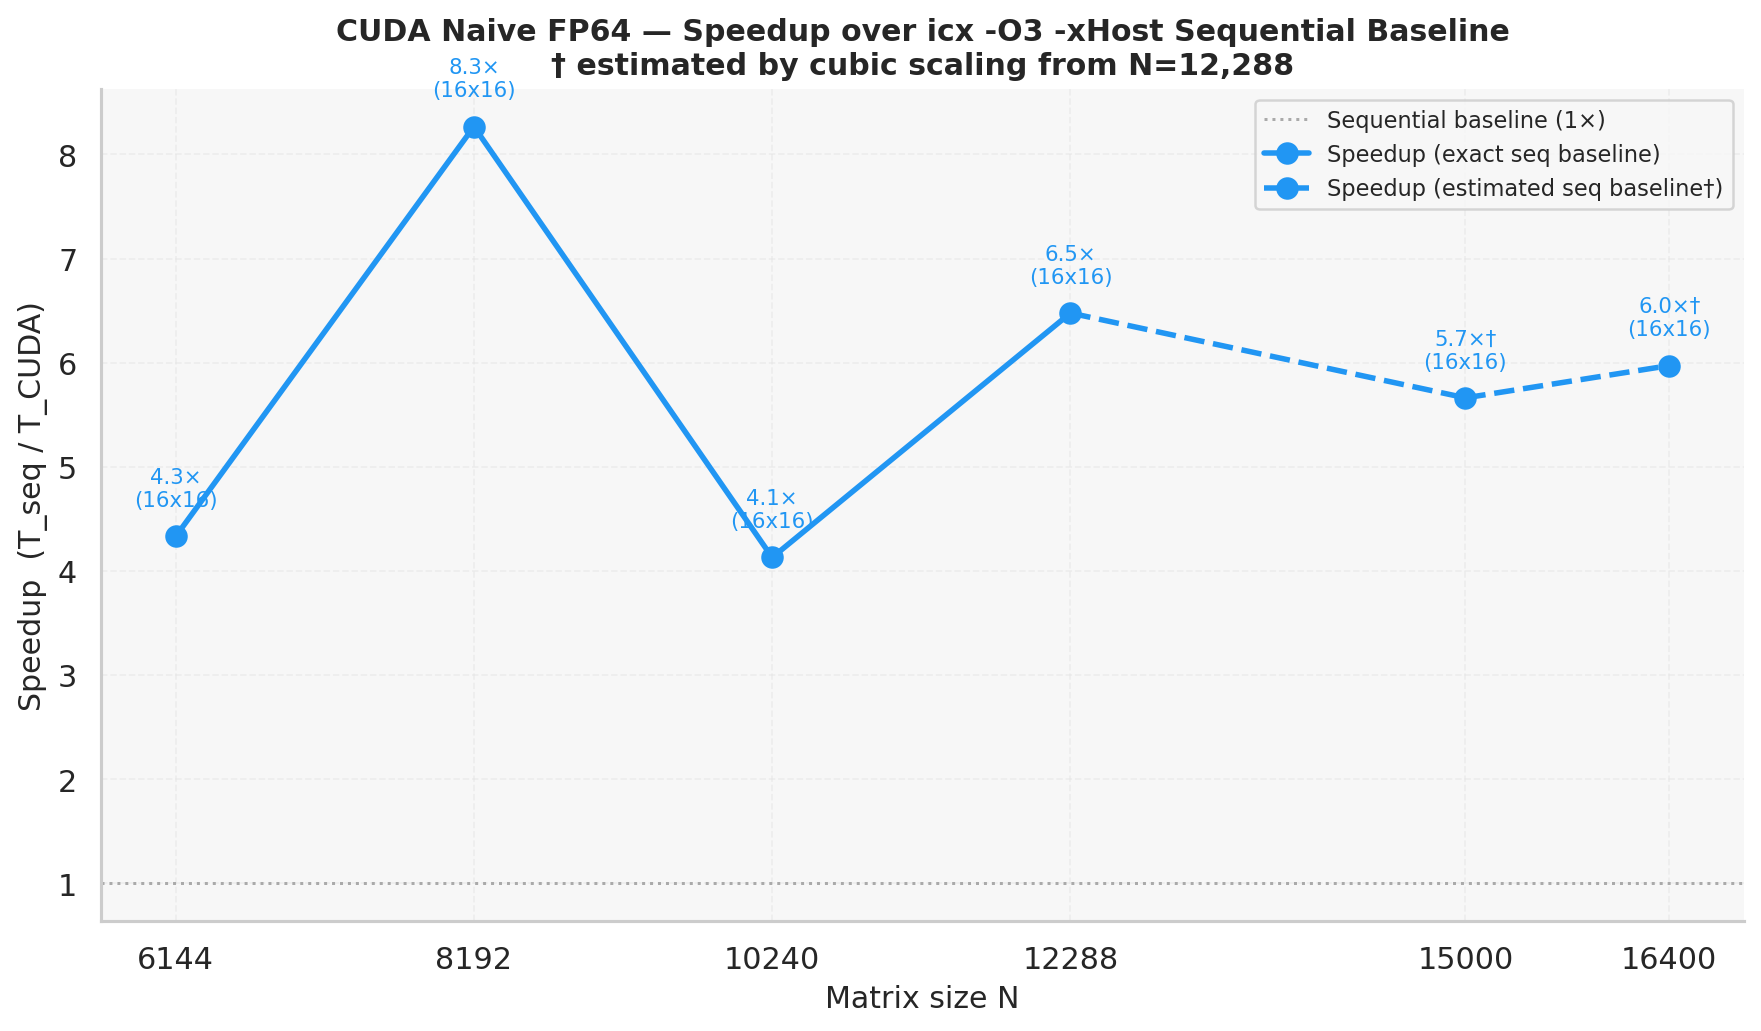 CUDA Naive FP64 — Speedup over icx -O3 -xHost Sequential Baseline
† estimated by cubic scaling from N=12,288
Sequential baseline (1×)
Speedup (exact seq baseline)
Speedup (estimated seq baseline†)
8.3×
(16x16)
6.5×
(16x16)
6.0×†
(16x16)
5.7×†
(16x16)
4.3×
(16x16)
4.1×
(16x16)
Speedup (T_seq / T_CUDA)
8
7
6
5
4
3
2
1
6144
8192
10240
12288
15000
16400
Matrix size N